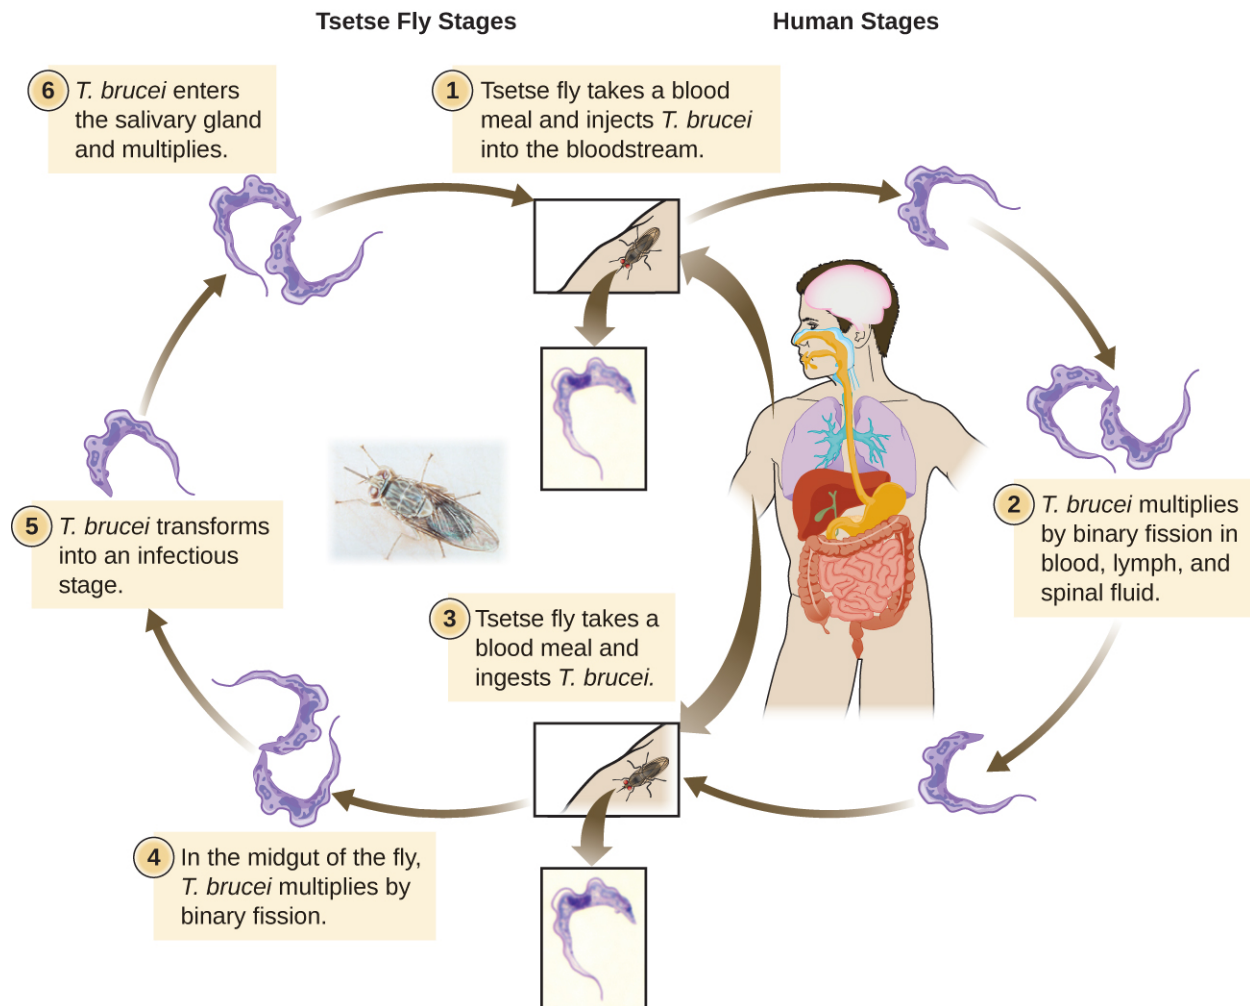 Tsetse Fly Stages
Human Stages
1
Tsetse fly takes a blood
meal and injects T. brucei
into the bloodstream.
2
T. brucei multiplies
by binary fission in
blood, lymph, and
spinal fluid.
3
Tsetse fly takes a
blood meal and
ingests T. brucei.
4
In the midgut of the fly,
T. brucei multiplies by
binary fission.
5
T. brucei transforms
into an infectious
stage.
6
T. brucei enters
the salivary gland
and multiplies.